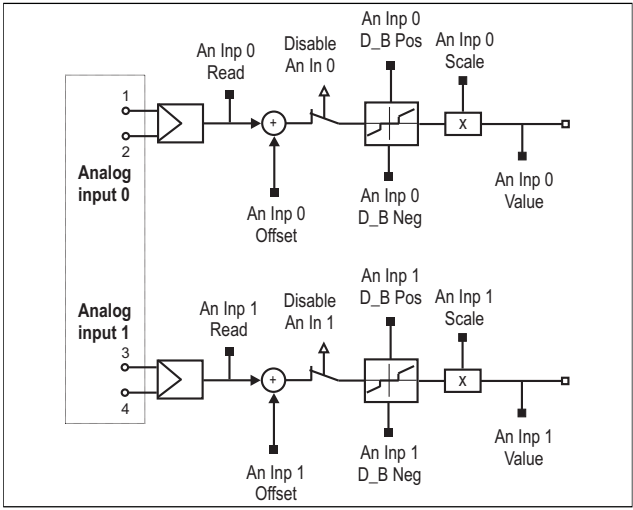 An Inp 0
Read
Disable
An In 0
An Inp 0
D_B Pos
An Inp 0
Scale
1
2
Analog
input 0
+
X
An Inp 0
Offset
An Inp 0
D_B Neg
An Inp 0
Value
An Inp 1
Read
Disable
An In 1
An Inp 1
D_B Pos
An Inp 1
Scale
Analog
input 1
3
4
+
X
An Inp 1
Offset
An Inp 1
D_B Neg
An Inp 1
Value